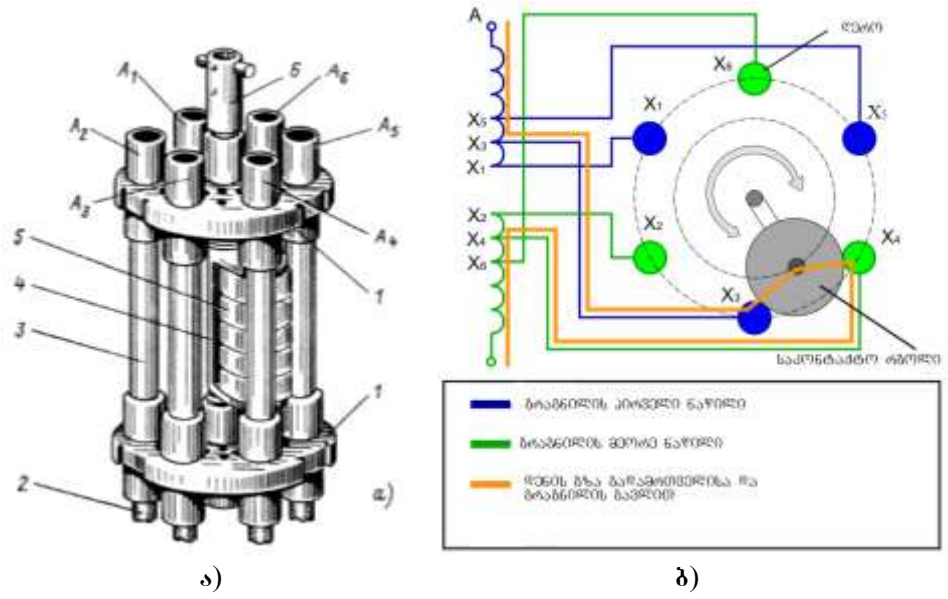 A₁
6
A₆
A₂
A₅
A₃
A₄
5
4
3
1
1
2
а)
ა)
A
X₅
X₃
X₁
X₂
X₄
X₆
X₆
X₁
X₅
X₂
X₄
X₃
ღერო
საკონტაქტო რგოლი
გრაგნილის პირველი ნაწილი
გრაგნილის მეორე ნაწილი
დენის გზა გადამრთველისა და
გრაგნილის გავლით
ბ)